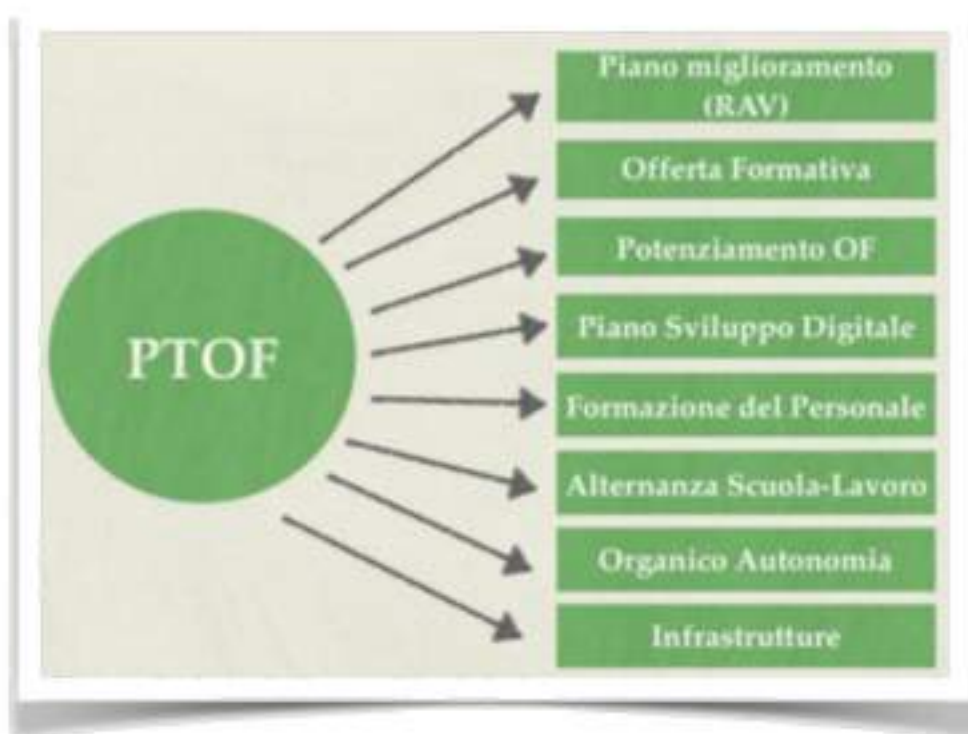 PTOF
Piano miglioramento
(RAV)
Offerta Formativa
Potenziamento OF
Piano Sviluppo Digitale
Formazione del Personale
Alternanza Scuola-Lavoro
Organico Autonomia
Infrastrutture